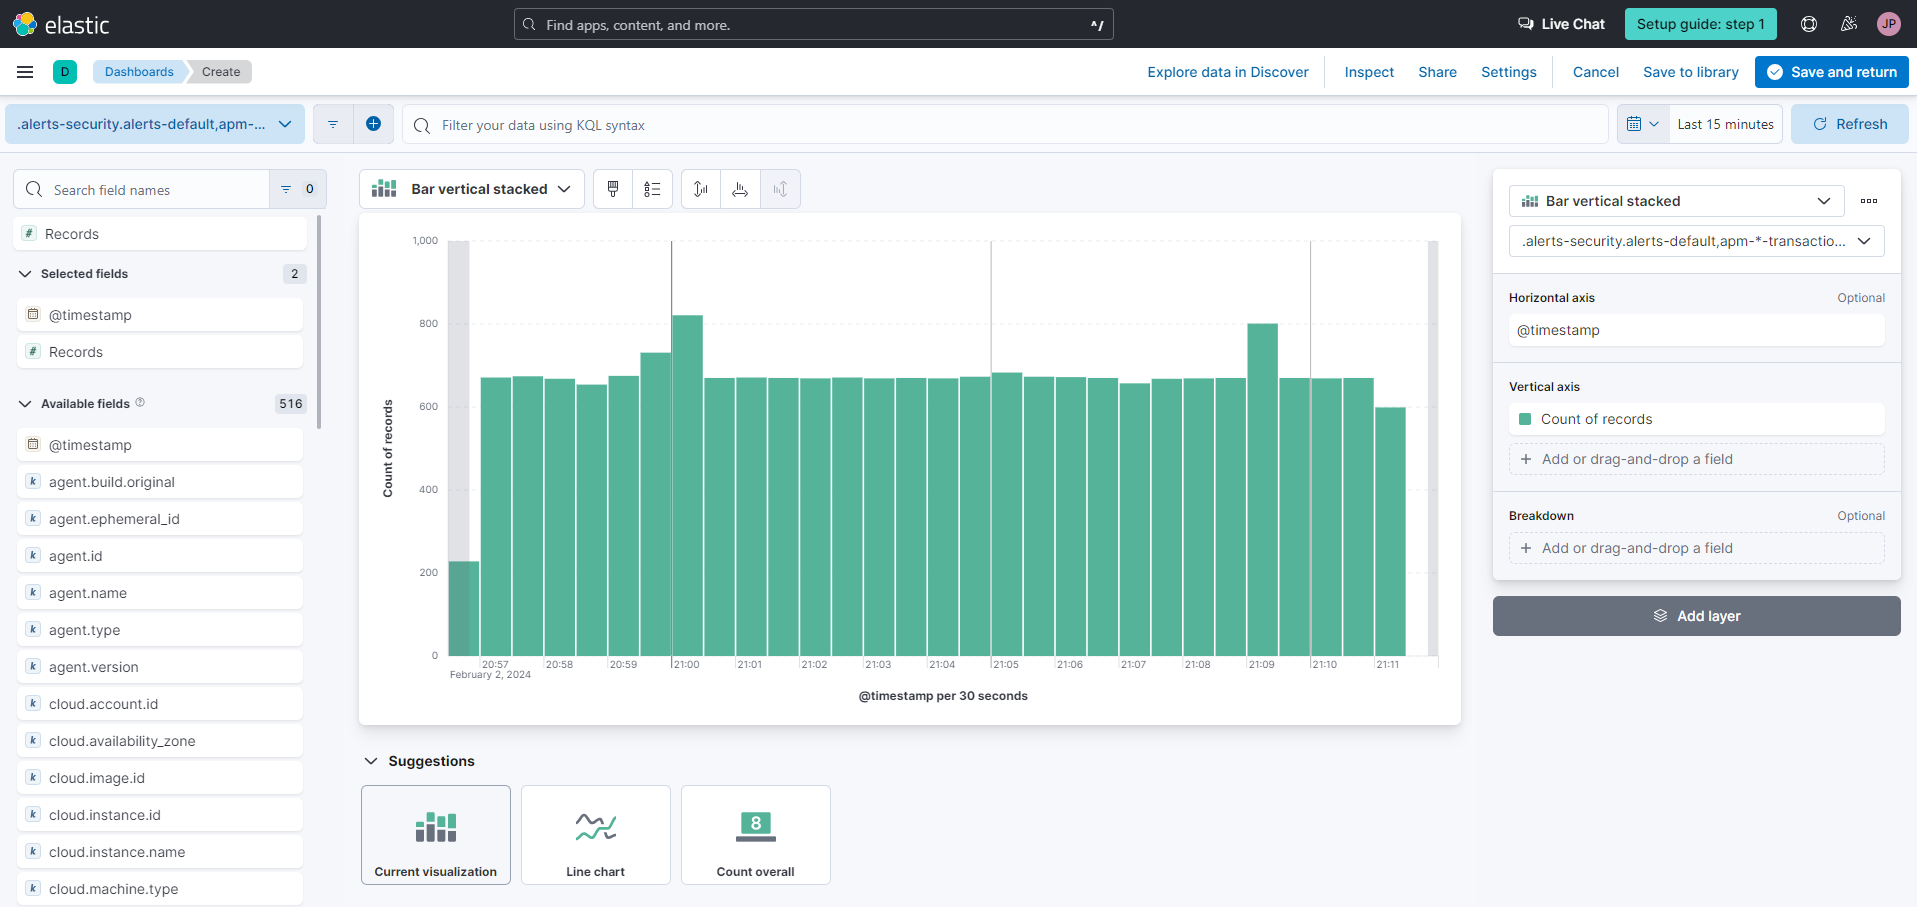 elastic
Find apps, content, and more.
^/
Live Chat
Setup guide: step 1
JP
D
Dashboards
Create
Explore data in Discover
Inspect
Share
Settings
Cancel
Save to library
Save and return
.alerts-security.alerts-default,apm-...
Filter your data using KQL syntax
Last 15 minutes
Refresh
Search field names
0
# Records
Selected fields
2
@timestamp
# Records
Available fields
516
@timestamp
k agent.build.original
k agent.ephemeral_id
k agent.id
k agent.name
k agent.type
k agent.version
k cloud.account.id
k cloud.availability_zone
k cloud.image.id
k cloud.instance.id
k cloud.instance.name
k cloud.machine.type
Bar vertical stacked
1,000
800
600
400
200
0
Count of records
20:57
20:58
20:59
21:00
21:01
21:02
21:03
21:04
21:05
21:06
21:07
21:08
21:09
21:10
21:11
February 2, 2024
@timestamp per 30 seconds
Suggestions
Current visualization
Line chart
8
Count overall
Bar vertical stacked
.alerts-security.alerts-default,apm-*-transactio...
Horizontal axis
Optional
@timestamp
Vertical axis
Count of records
Add or drag-and-drop a field
Breakdown
Optional
Add or drag-and-drop a field
Add layer